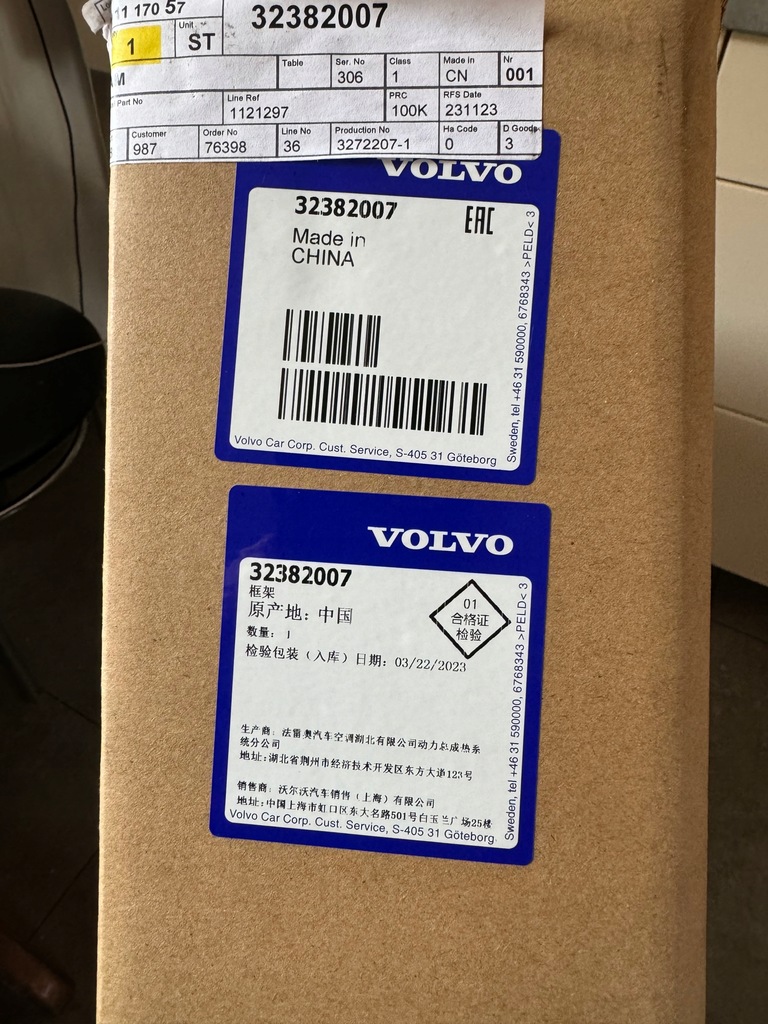 11 170 57
32382007
Unit
1
ST
Table
Ser. No
Class
Made in
Nr
306
1
CN
001
Part No
Line Ref
PRC
RFS Date
1121297
100K
231123
Customer
Order No
Line No
Production No
Ha Code
D Goods
987
76398
36
3272207-1
0
3
VOLVO
32382007
EAC
Made in
CHINA
Volvo Car Corp. Cust. Service, S-405 31 Göteborg
Sweden, tel +46 31 590000, 6768343 >PELD< 3
VOLVO
32382007
框架
原产地：中国
数量： 1
检验包装（入库）日期：03/22/2023
01
合格证
检验
生产商：法雷奥汽车空调湖北有限公司动力总成热系
统分公司
地址:湖北省荆州市经济技术开发区东方大道123号
销售商：沃尔沃汽车销售（上海）有限公司
地址:中国上海市虹口区东大名路501号白玉兰广场25楼
Volvo Car Corp. Cust. Service, S-405 31 Göteborg
Sweden, tel +46 31 590000, 6768343 >PELD< 3